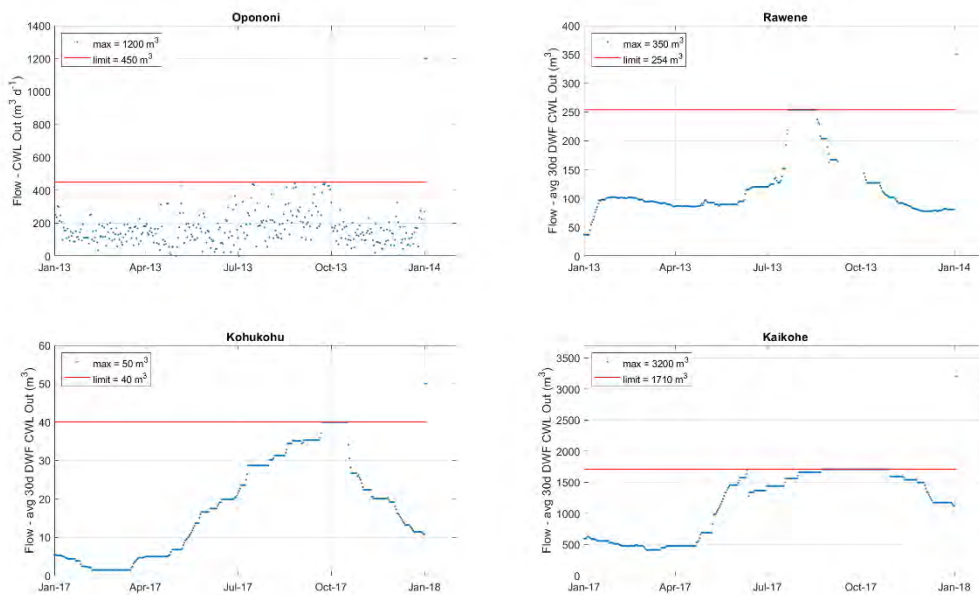 Opononi
Flow - CWL Out (m³ d⁻¹)
1400
1200
1000
800
600
400
200
0
max = 1200 m³
limit = 450 m³
Jan-13 Apr-13 Jul-13 Oct-13 Jan-14
Rawene
Flow - avg 30d DWF CWL Out (m³)
400
350
300
250
200
150
100
50
0
max = 350 m³
limit = 254 m³
Jan-13 Apr-13 Jul-13 Oct-13 Jan-14
Kohukohu
Flow - avg 30d DWF CWL Out (m³)
60
50
40
30
20
10
0
max = 50 m³
limit = 40 m³
Jan-17 Apr-17 Jul-17 Oct-17 Jan-18
Kaikohe
Flow - avg 30d DWF CWL Out (m³)
3500
3000
2500
2000
1500
1000
500
0
max = 3200 m³
limit = 1710 m³
Jan-17 Apr-17 Jul-17 Oct-17 Jan-18